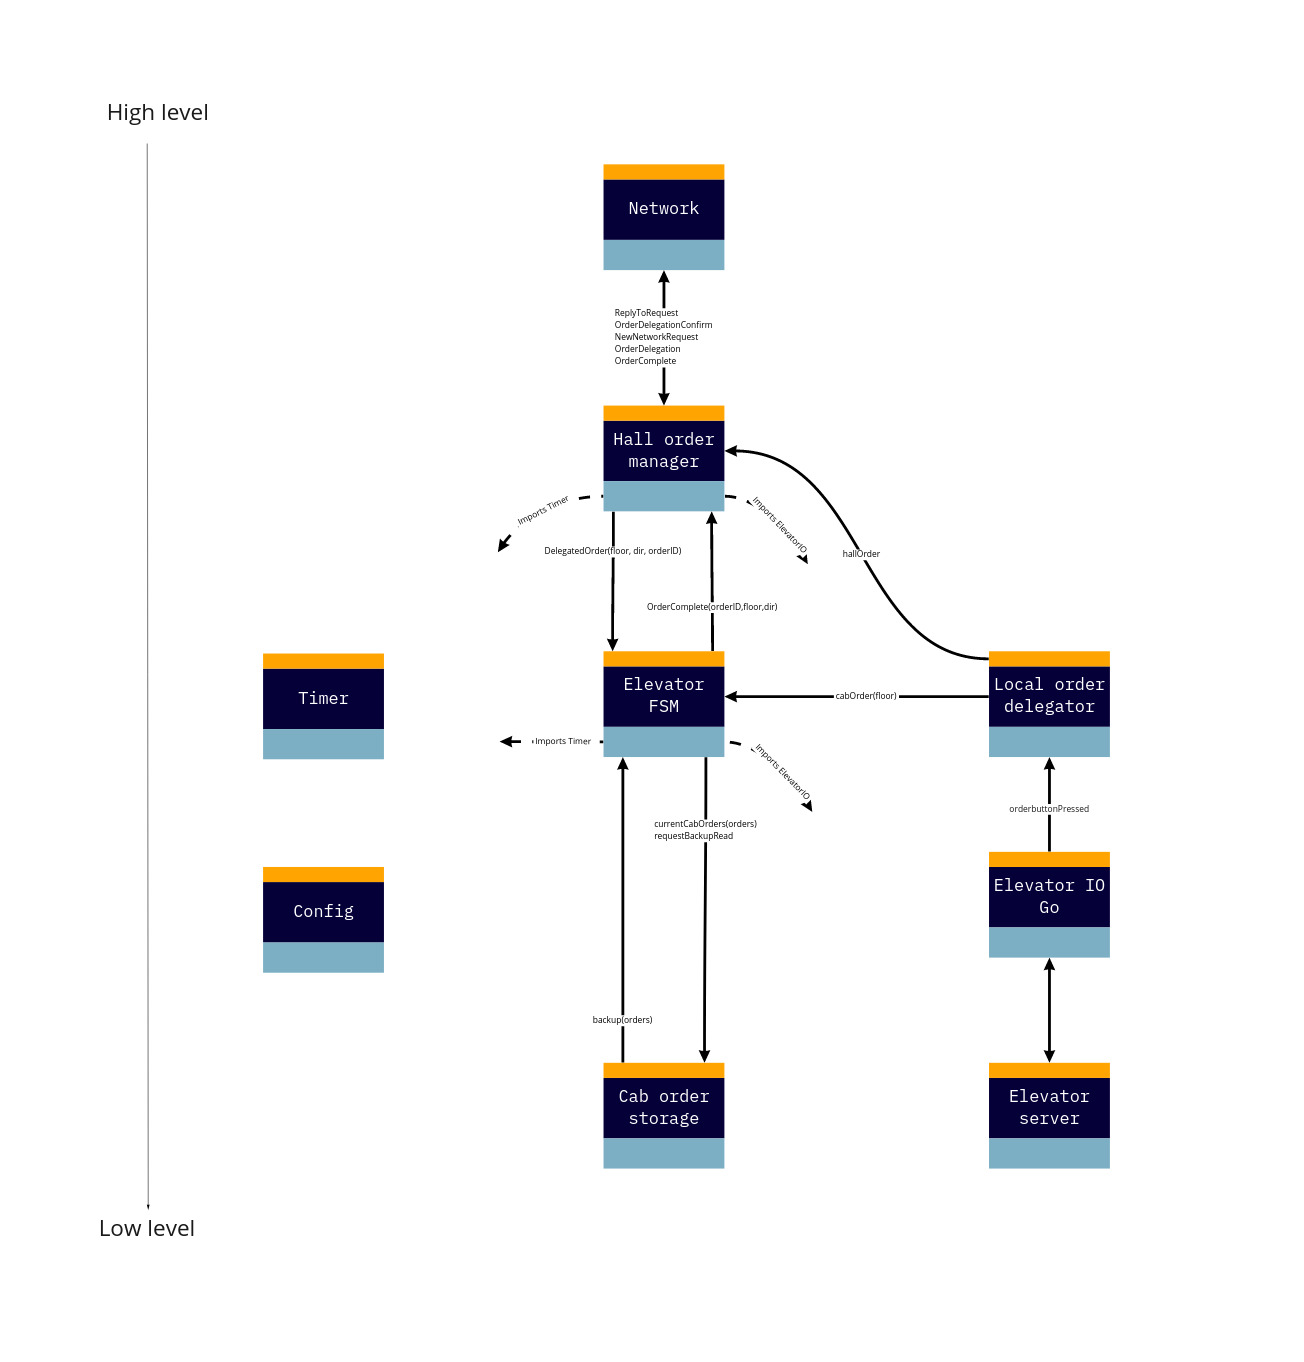 High level
Network
ReplyToRequest
OrderDelegationConfirm
NewNetworkRequest
OrderDelegation
OrderComplete
Hall order
manager
Imports Timer
Imports ElevatorIO
DelegatedOrder(floor, dir, orderID)
hallOrder
OrderComplete(orderID,floor,dir)
Timer
Elevator
FSM
cabOrder(floor)
Local order
delegator
Imports Timer
Imports ElevatorIO
orderbuttonPressed
currentCabOrders(orders)
requestBackupRead
Config
Elevator IO
Go
backup(orders)
Cab order
storage
Elevator
server
Low level